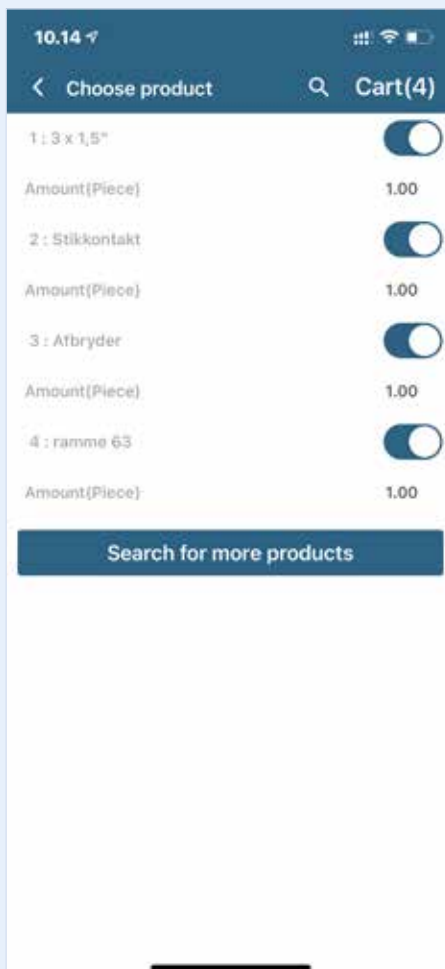 10.14
Choose product Cart(4)
1 : 3 x 1,5"
Amount(Piece) 1.00
2 : Stikkontakt
Amount(Piece) 1.00
3 : Afbryder
Amount(Piece) 1.00
4 : ramme 63
Amount(Piece) 1.00
Search for more products